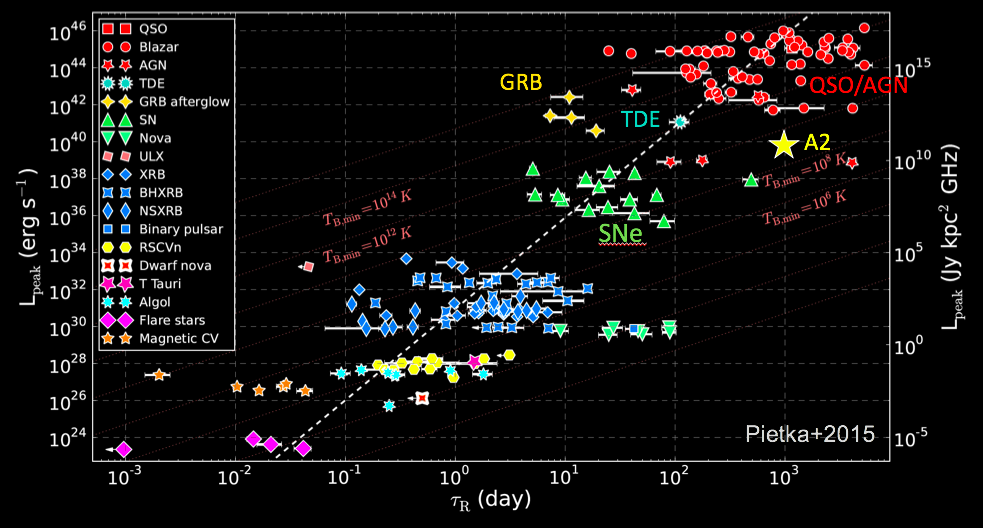 10^46
10^44
10^42
10^40
10^38
10^36
10^34
10^32
10^30
10^28
10^26
10^24
L_peak (erg s^-1)
QSO
Blazar
AGN
TDE
GRB afterglow
SN
Nova
ULX
XRB
BHXRB
NSXRB
Binary pulsar
RSCVn
Dwarf nova
T Tauri
Algol
Flare stars
Magnetic CV
GRB
TDE
QSO/AGN
A2
SNe
T_B,min=10^14 K
T_B,min=10^12 K
T_B,min=10^8 K
T_B,min=10^6 K
Pietka+2015
10^15
10^10
10^5
10^0
10^-5
L_peak (Jy kpc^2 GHz)
10^-3
10^-2
10^-1
10^0
10^1
10^2
10^3
τ_R (day)